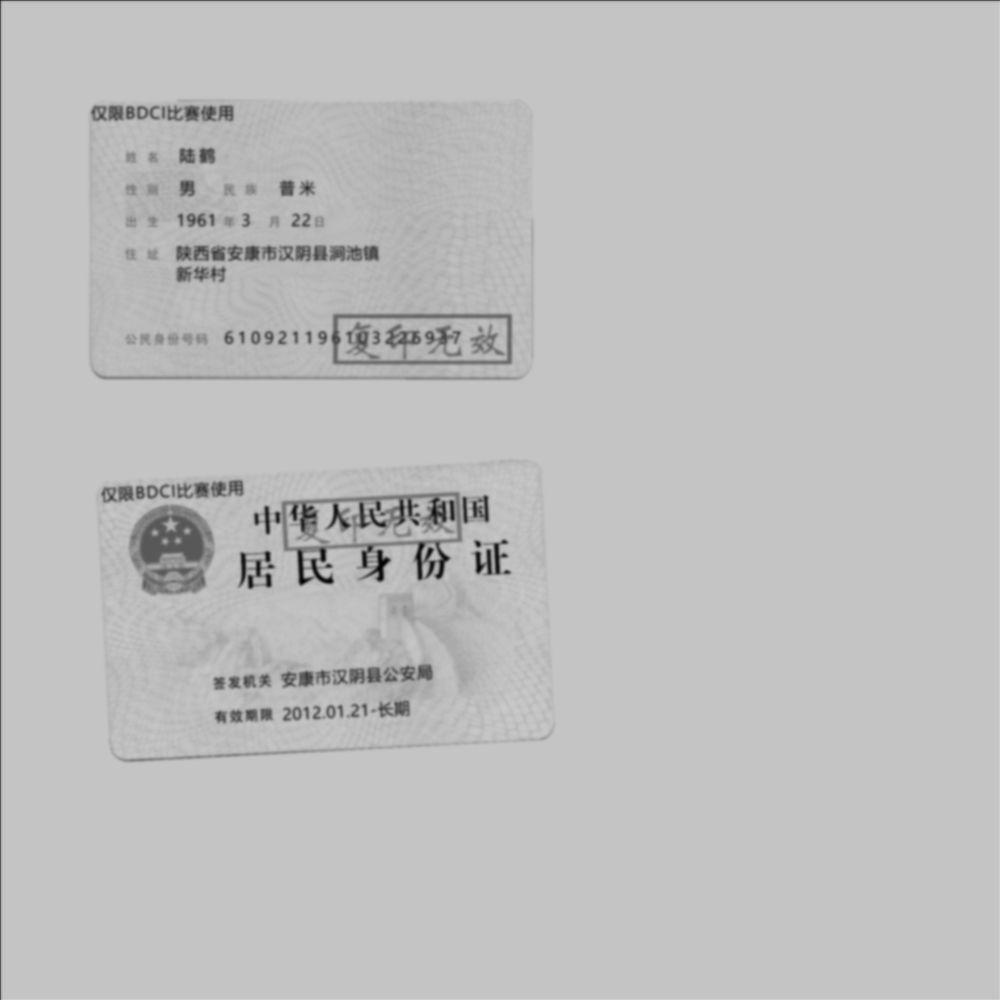 仅限BDCI比赛使用
姓 名 陆鹤
性 别 男 民 族 普米
出 生 1961 年 3 月 22 日
住 址 陕西省安康市汉阴县涧池镇
新华村
公民身份号码 610921196103226937
复印无效
仅限BDCI比赛使用
中华人民共和国
复印无效
居民身份证
签发机关 安康市汉阴县公安局
有效期限 2012.01.21-长期